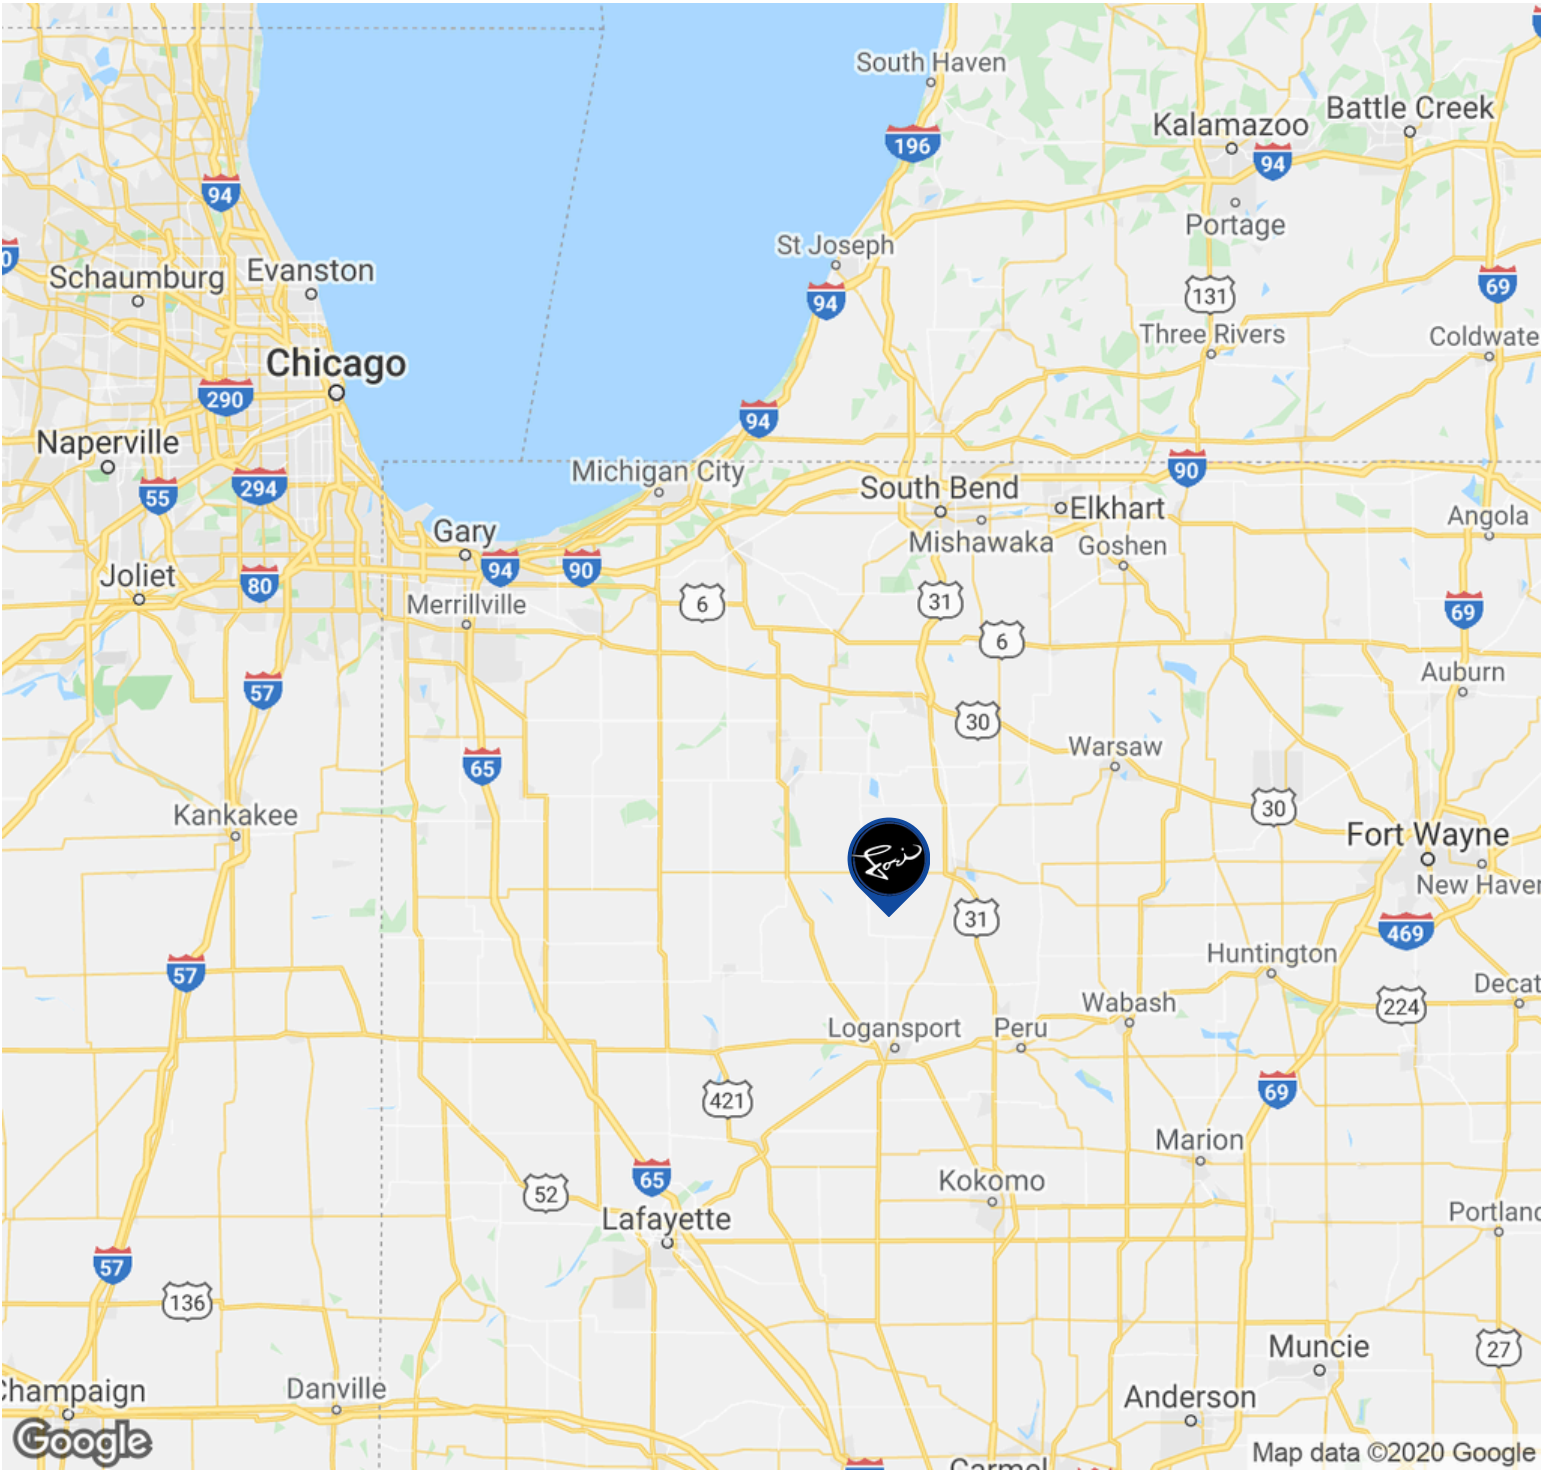 South Haven
196
Kalamazoo
Battle Creek
94
94
Portage
St Joseph
Schaumburg
Evanston
131
69
94
Three Rivers
Coldwate
Chicago
290
94
Naperville
Michigan City
90
55
294
South Bend
Elkhart
Angola
Gary
Mishawaka
Goshen
94
90
Joliet
80
Merrillville
6
31
69
6
57
Auburn
30
Warsaw
65
30
Kankakee
Fort Wayne
New Haver
31
469
Huntington
57
Decat
224
Wabash
Logansport
Peru
69
421
Marion
65
Kokomo
52
Lafayette
Portland
57
136
Muncie
27
Champaign
Danville
Anderson
Google
Map data ©2020 Google
Carmel